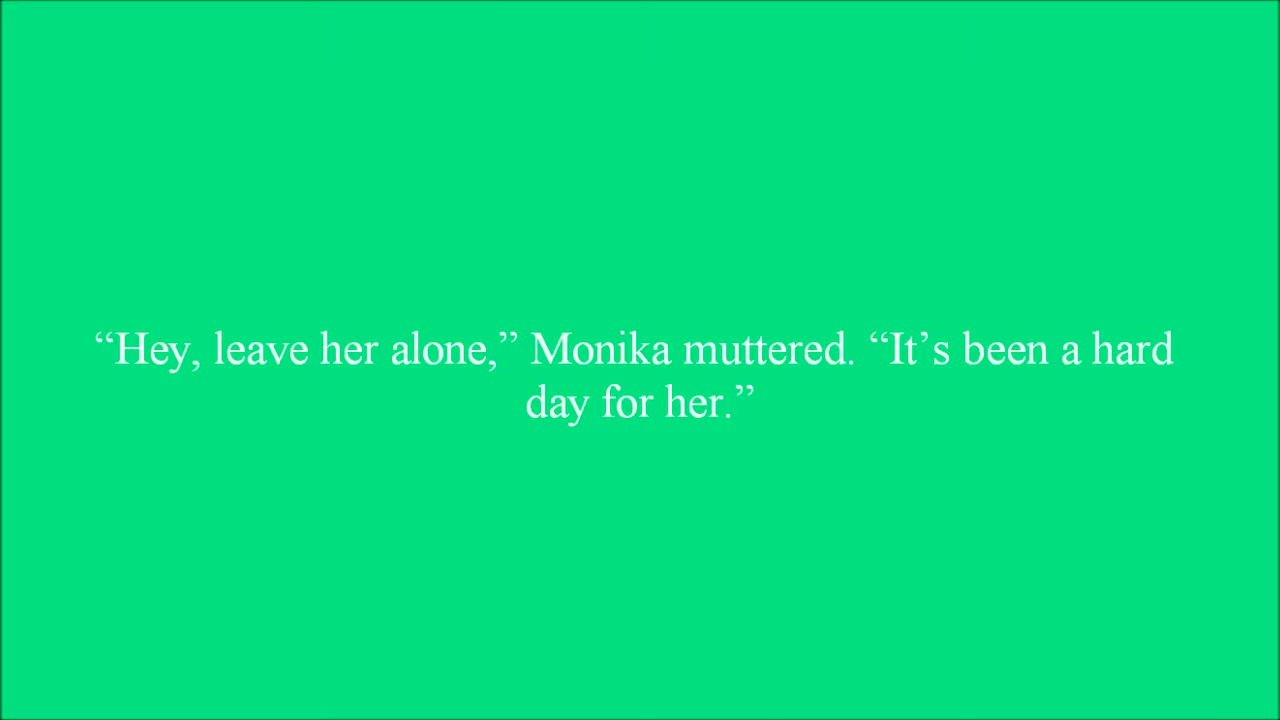 “Hey, leave her alone,” Monika muttered. “It’s been a hard
day for her.”